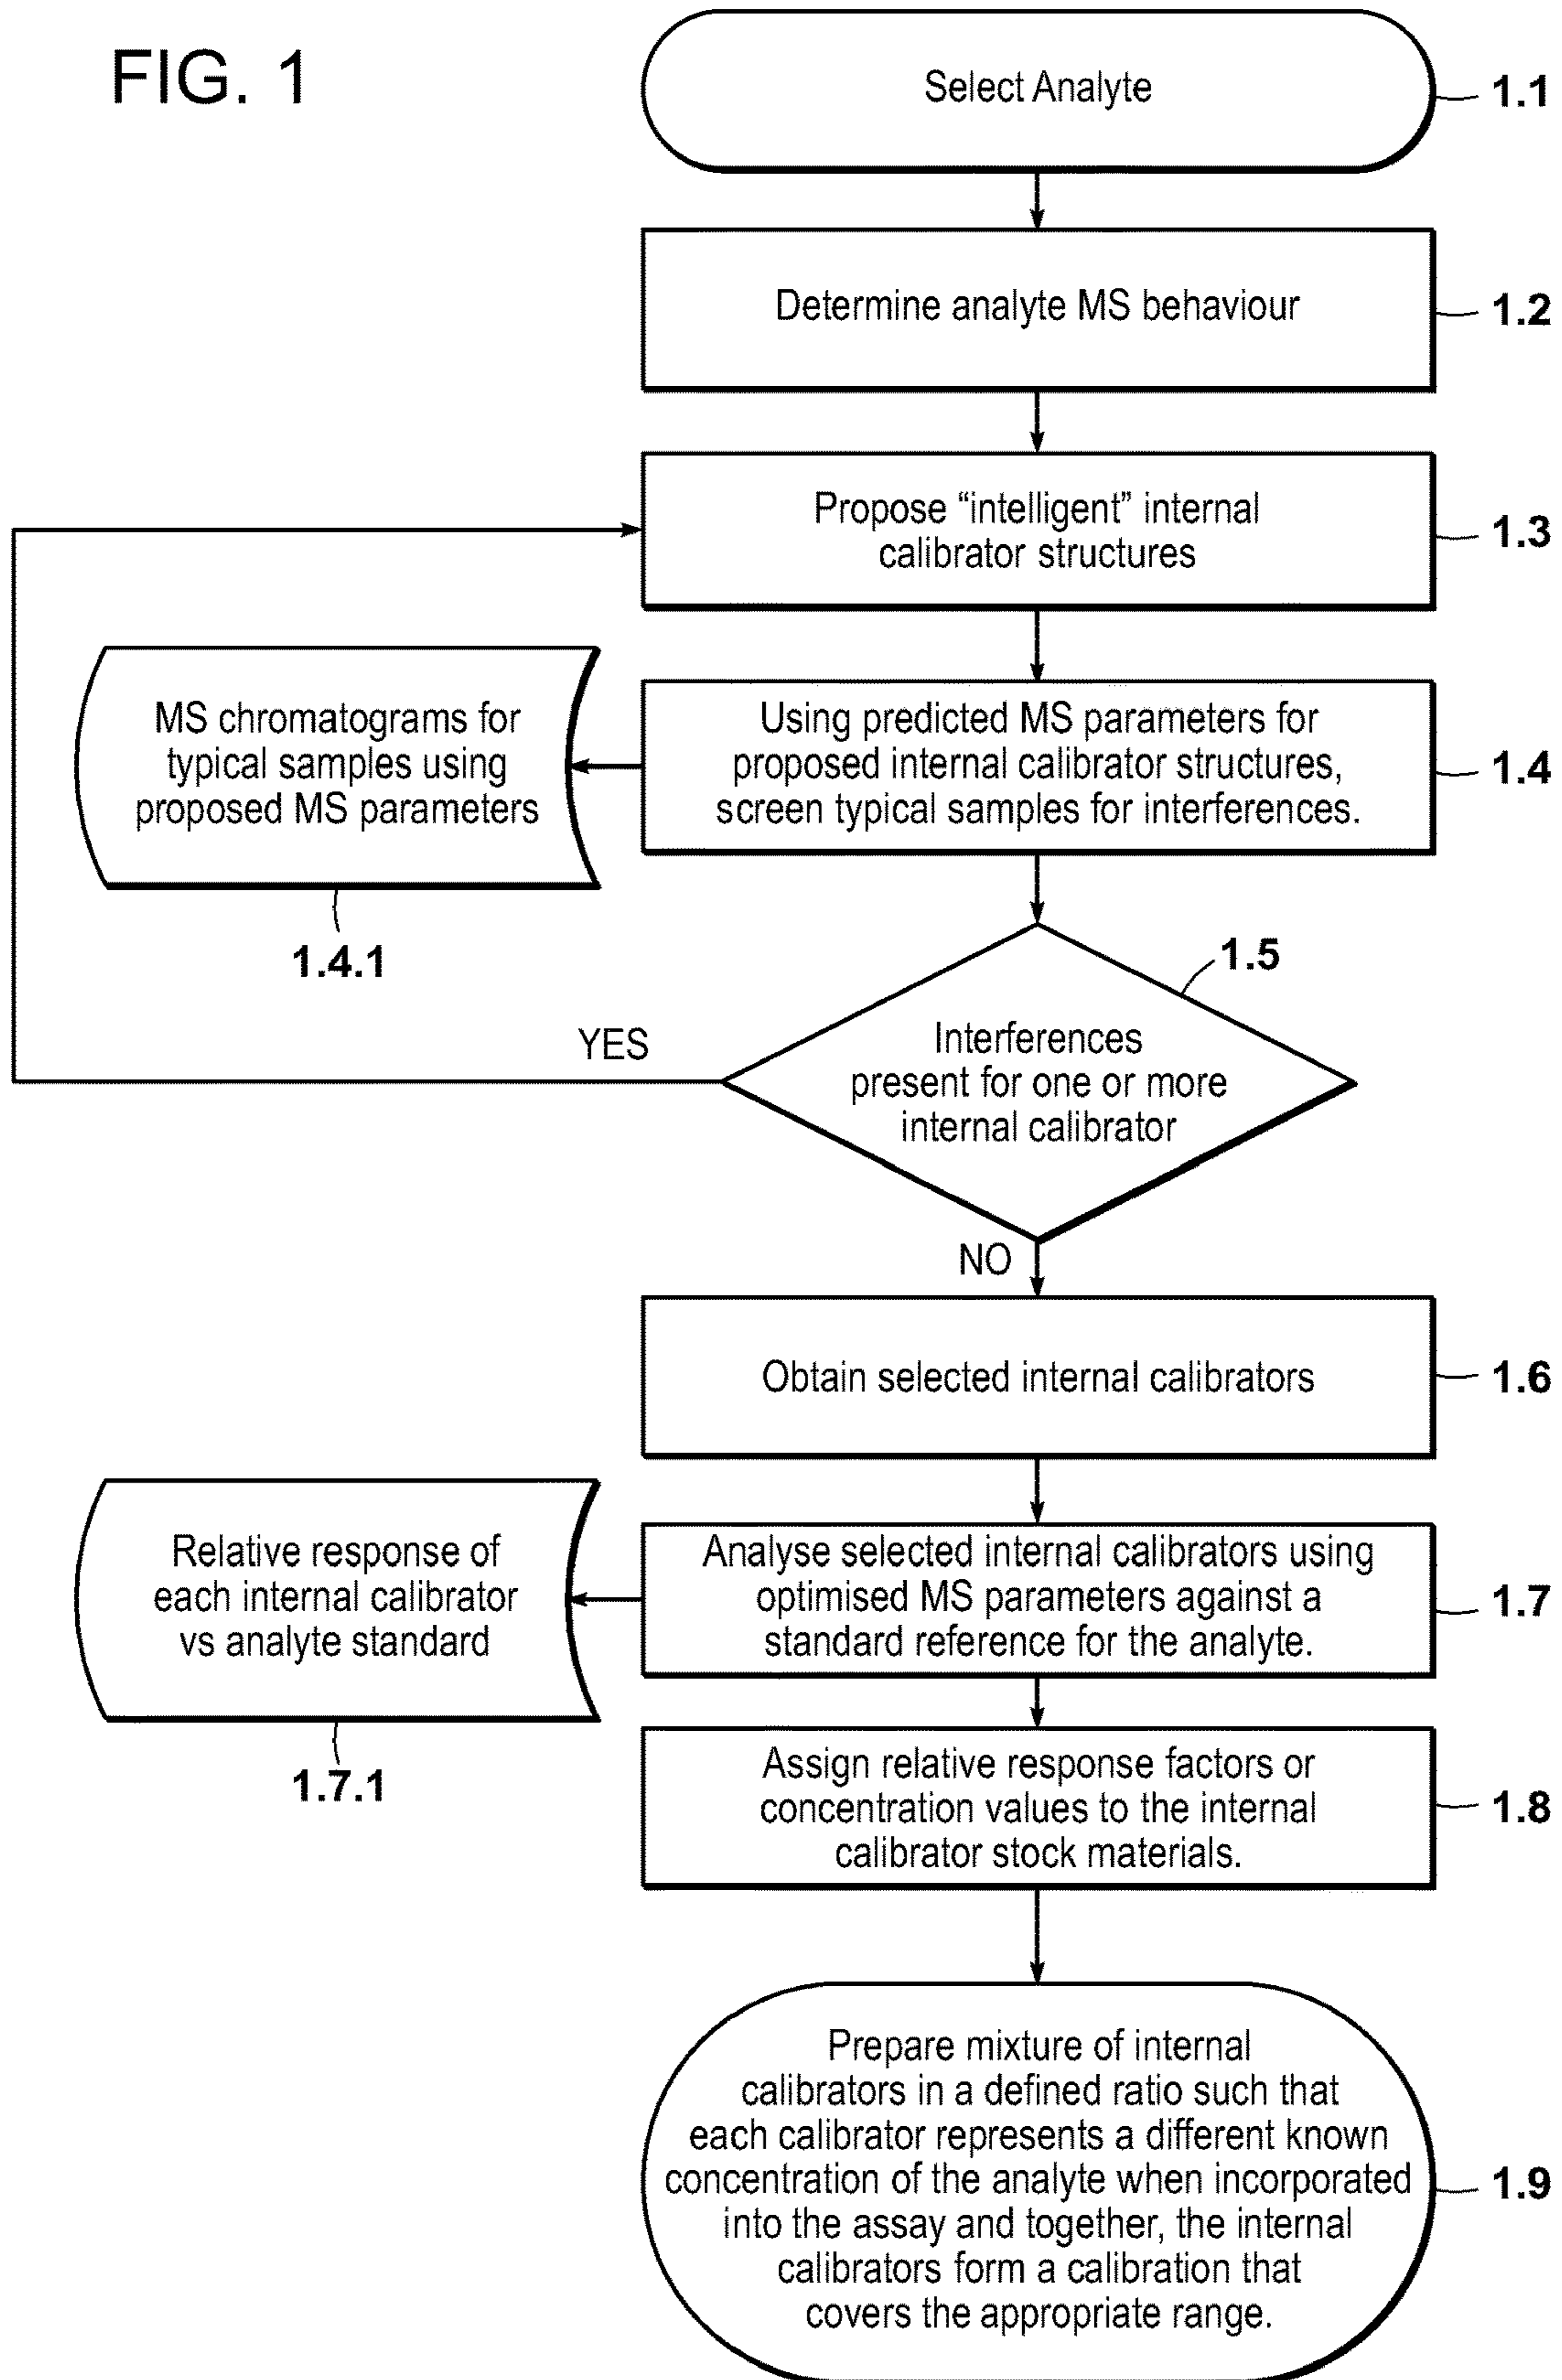 FIG. 1
Select Analyte
1.1
Determine analyte MS behaviour
1.2
Propose “intelligent” internal
calibrator structures
1.3
Using predicted MS parameters for
proposed internal calibrator structures,
screen typical samples for interferences.
1.4
MS chromatograms for
typical samples using
proposed MS parameters
1.4.1
1.5
Interferences
present for one or more
internal calibrator
YES
NO
Obtain selected internal calibrators
1.6
Analyse selected internal calibrators using
optimised MS parameters against a
standard reference for the analyte.
1.7
Relative response of
each internal calibrator
vs analyte standard
1.7.1
Assign relative response factors or
concentration values to the internal
calibrator stock materials.
1.8
Prepare mixture of internal
calibrators in a defined ratio such that
each calibrator represents a different known
concentration of the analyte when incorporated
into the assay and together, the internal
calibrators form a calibration that
covers the appropriate range.
1.9